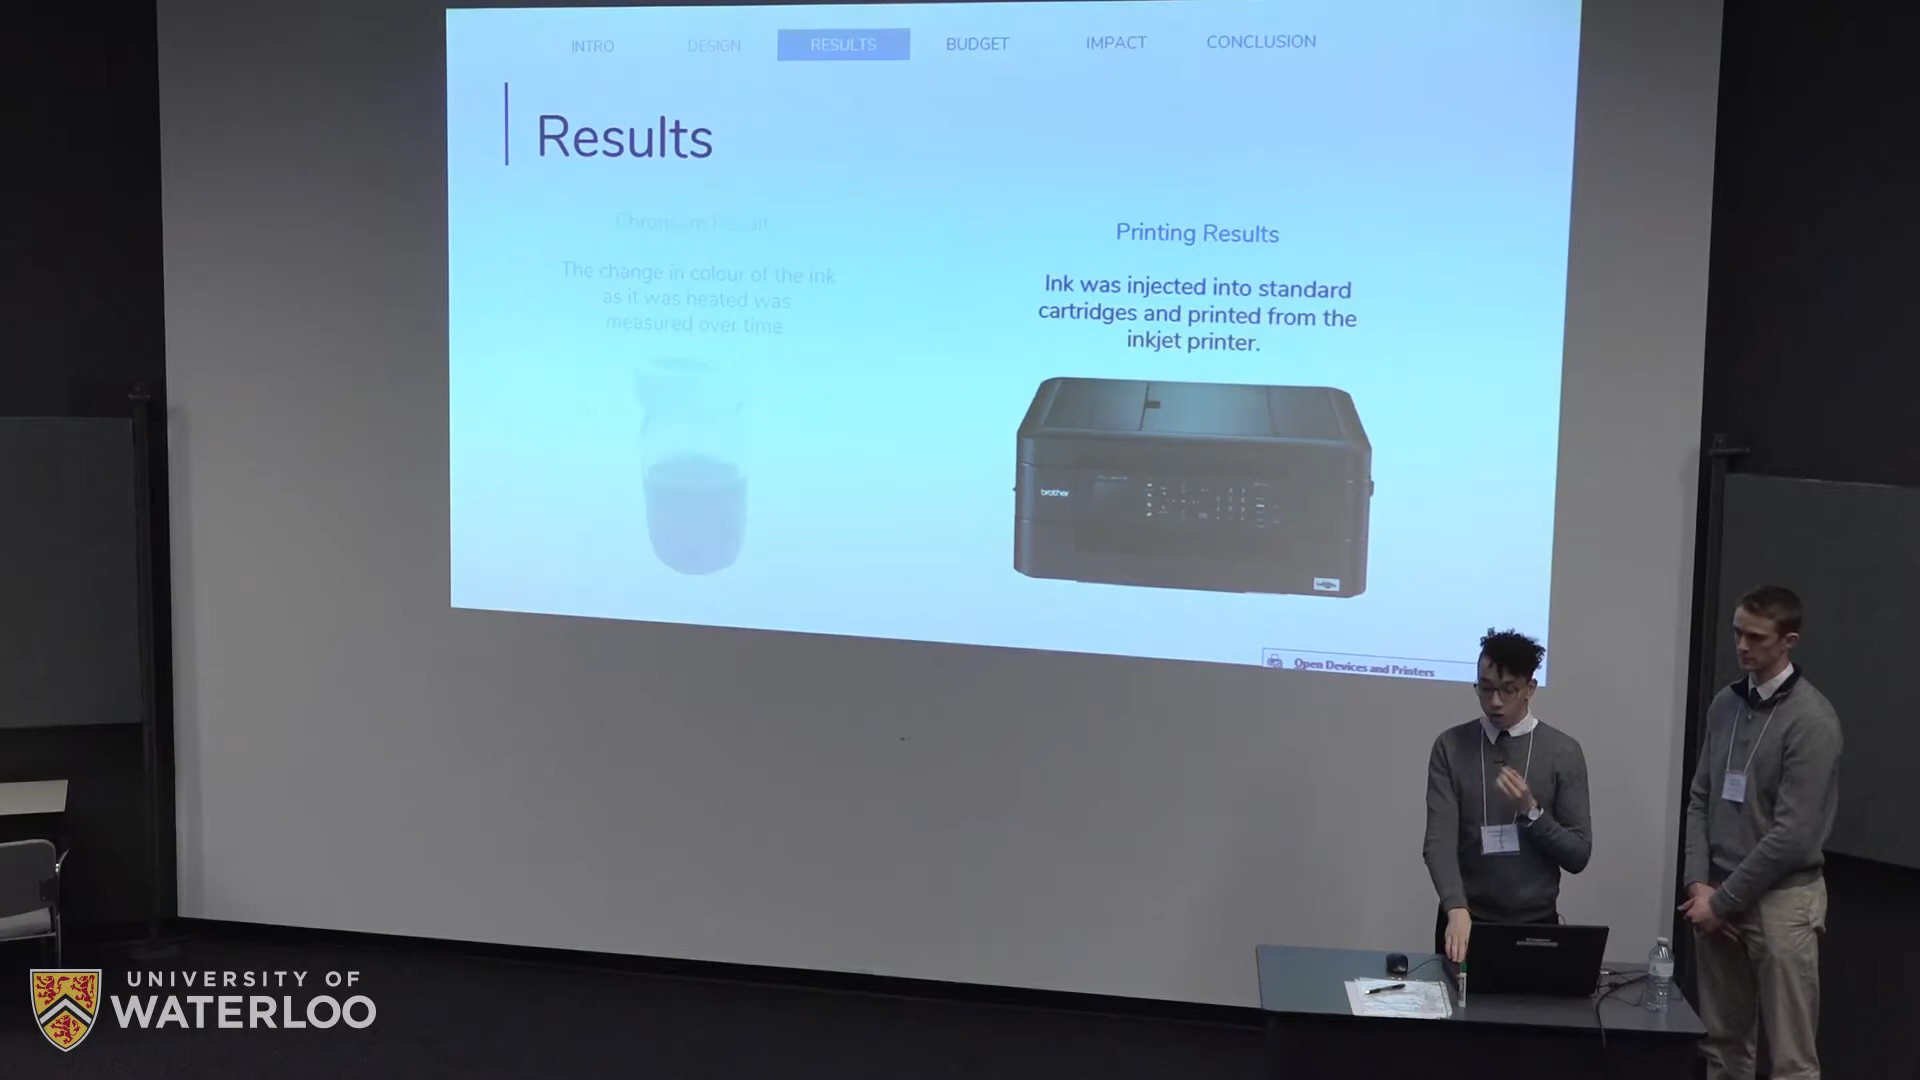 INTRO DESIGN RESULTS BUDGET IMPACT CONCLUSION
Results
The change in colour of the ink
as it was heated was
measured over time
Printing Results
Ink was injected into standard
cartridges and printed from the
inkjet printer.
brother
Open Devices and Printers
UNIVERSITY OF
WATERLOO